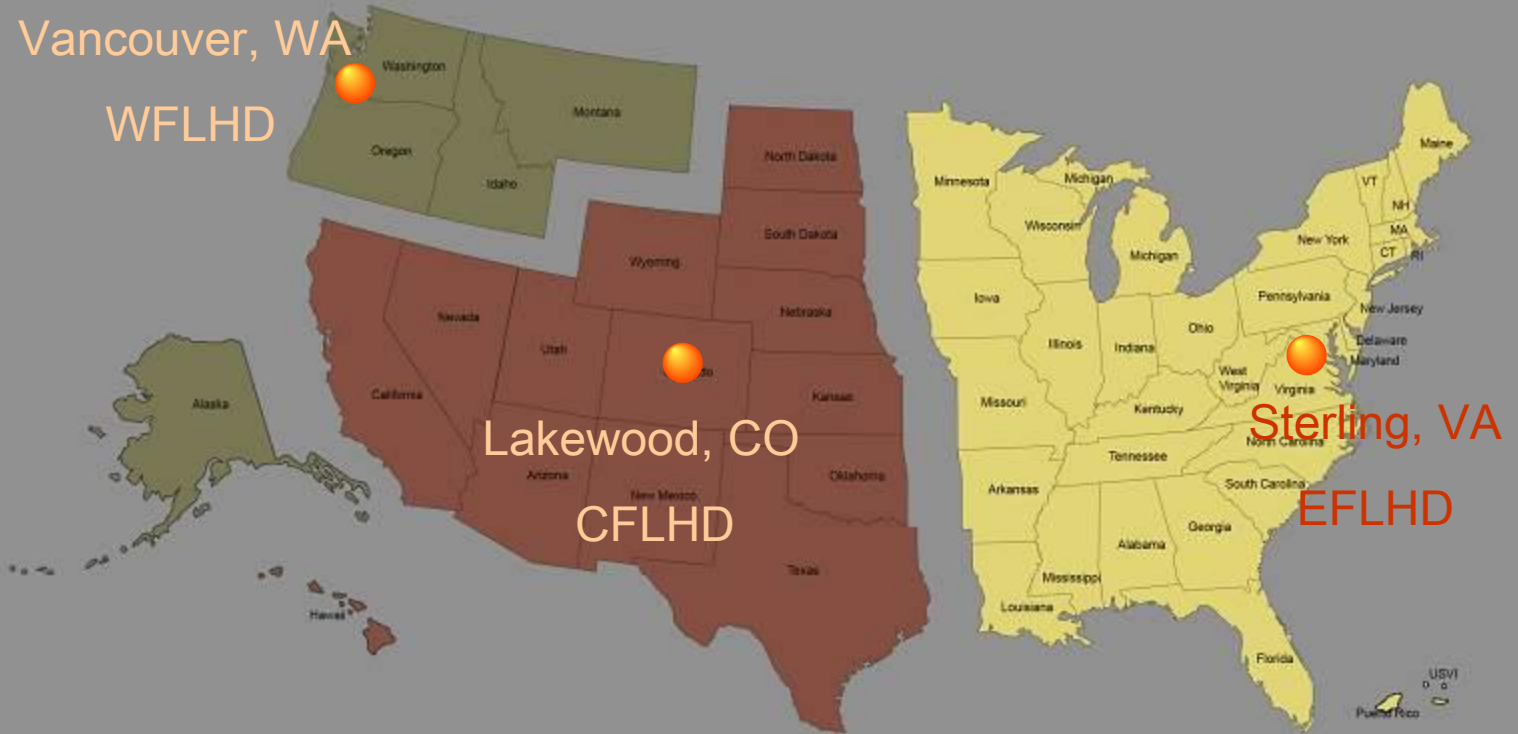 Vancouver, WA
WFLHD
Washington
Montana
Oregon
Idaho
Alaska
North Dakota
South Dakota
Wyoming
Nebraska
Nevada
Utah
California
Kansas
Lakewood, CO
CFLHD
Arizona
New Mexico
Oklahoma
Texas
Hawaii
Minnesota
Michigan
Wisconsin
Michigan
Iowa
Illinois
Indiana
Ohio
Missouri
Kentucky
West
Virginia
Virginia
Tennessee
North Carolina
South Carolina
Arkansas
Mississippi
Alabama
Georgia
Louisiana
Florida
Maine
VT
NH
MA
CT
RI
New York
Pennsylvania
New Jersey
Delaware
Maryland
Sterling, VA
EFLHD
USVI
Puerto Rico